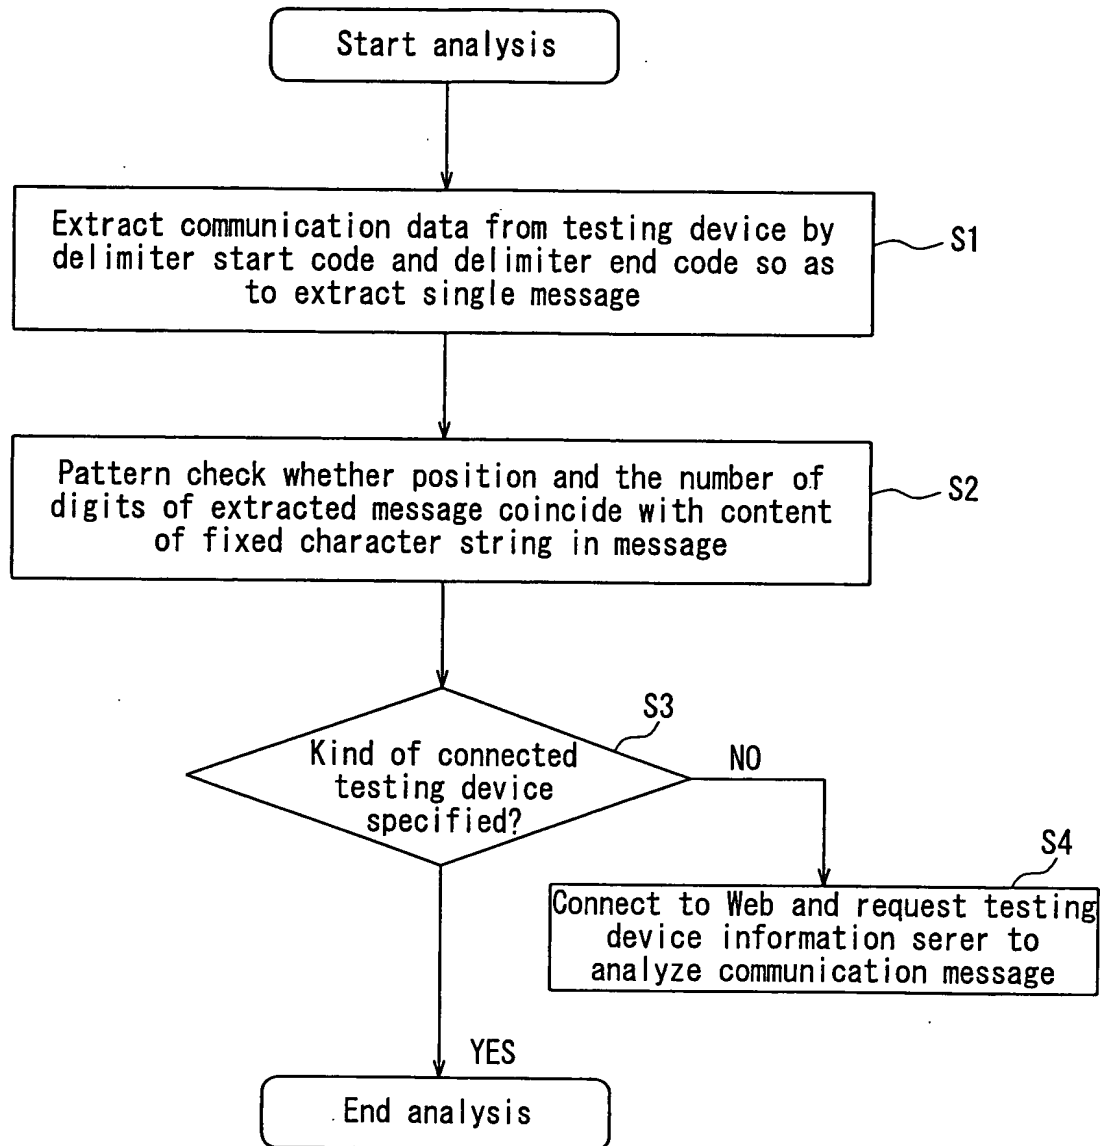 Start analysis
Extract communication data from testing device by
delimiter start code and delimiter end code so as
to extract single message
S1
Pattern check whether position and the number of
digits of extracted message coincide with content
of fixed character string in message
S2
S3
Kind of connected
testing device
specified?
NO
S4
Connect to Web and request testing
device information serer to
analyze communication message
YES
End analysis